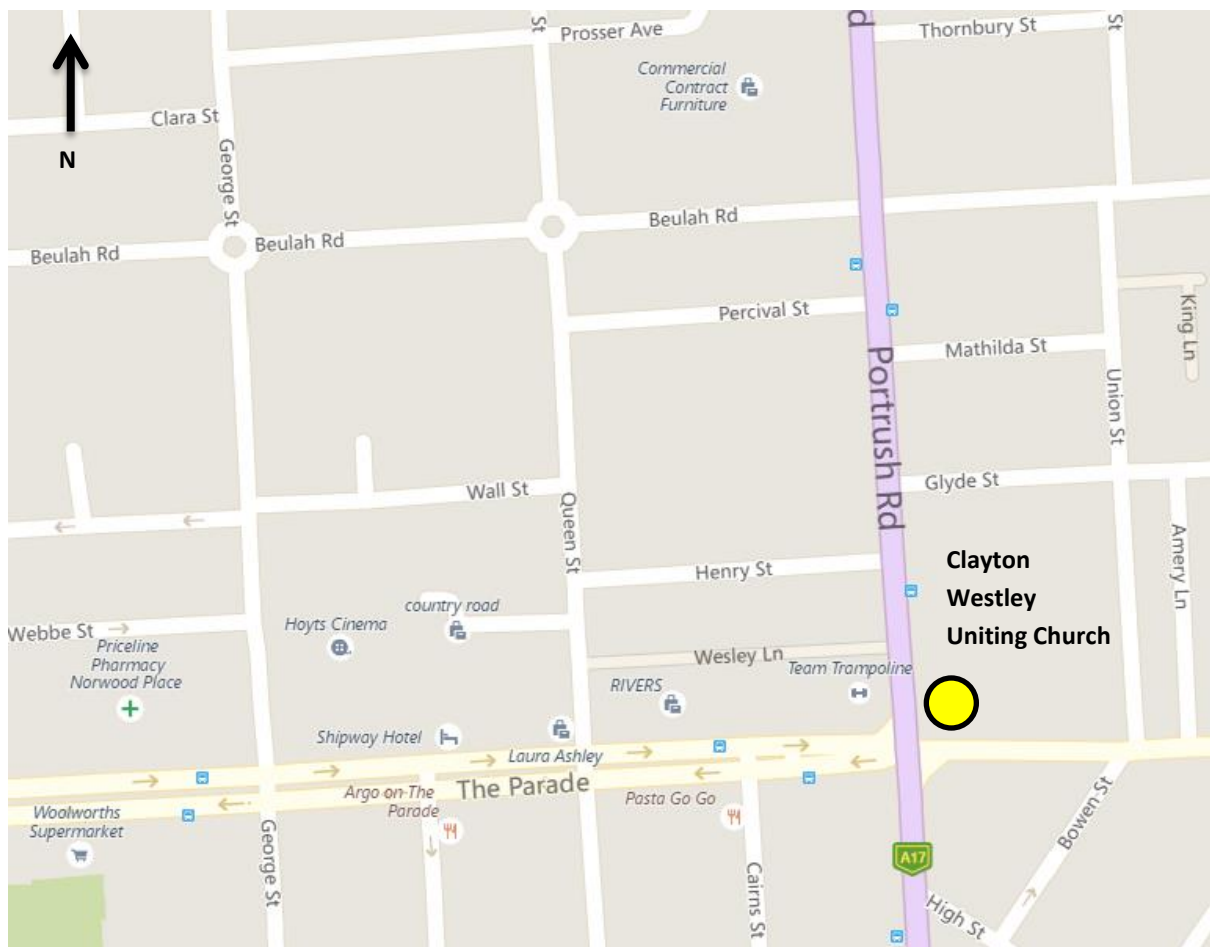 St
Prosser Ave
d
Thornbury St
St
Commercial
Contract
Furniture
Clara St
N
George St
Beulah Rd
Beulah Rd
Beulah Rd
Percival St
King Ln
Mathilda St
Portrush Rd
Union St
Wall St
Glyde St
Queen St
Amery Ln
Henry St
Clayton
Westley
Uniting Church
country road
Hoyts Cinema
Webbe St
Priceline
Pharmacy
Norwood Place
Wesley Ln
Team Trampoline
RIVERS
Shipway Hotel
Laura Ashley
The Parade
Argo on The
Parade
Pasta Go Go
Woolworths
Supermarket
George St
Cairns St
Bowen St
A17
High St